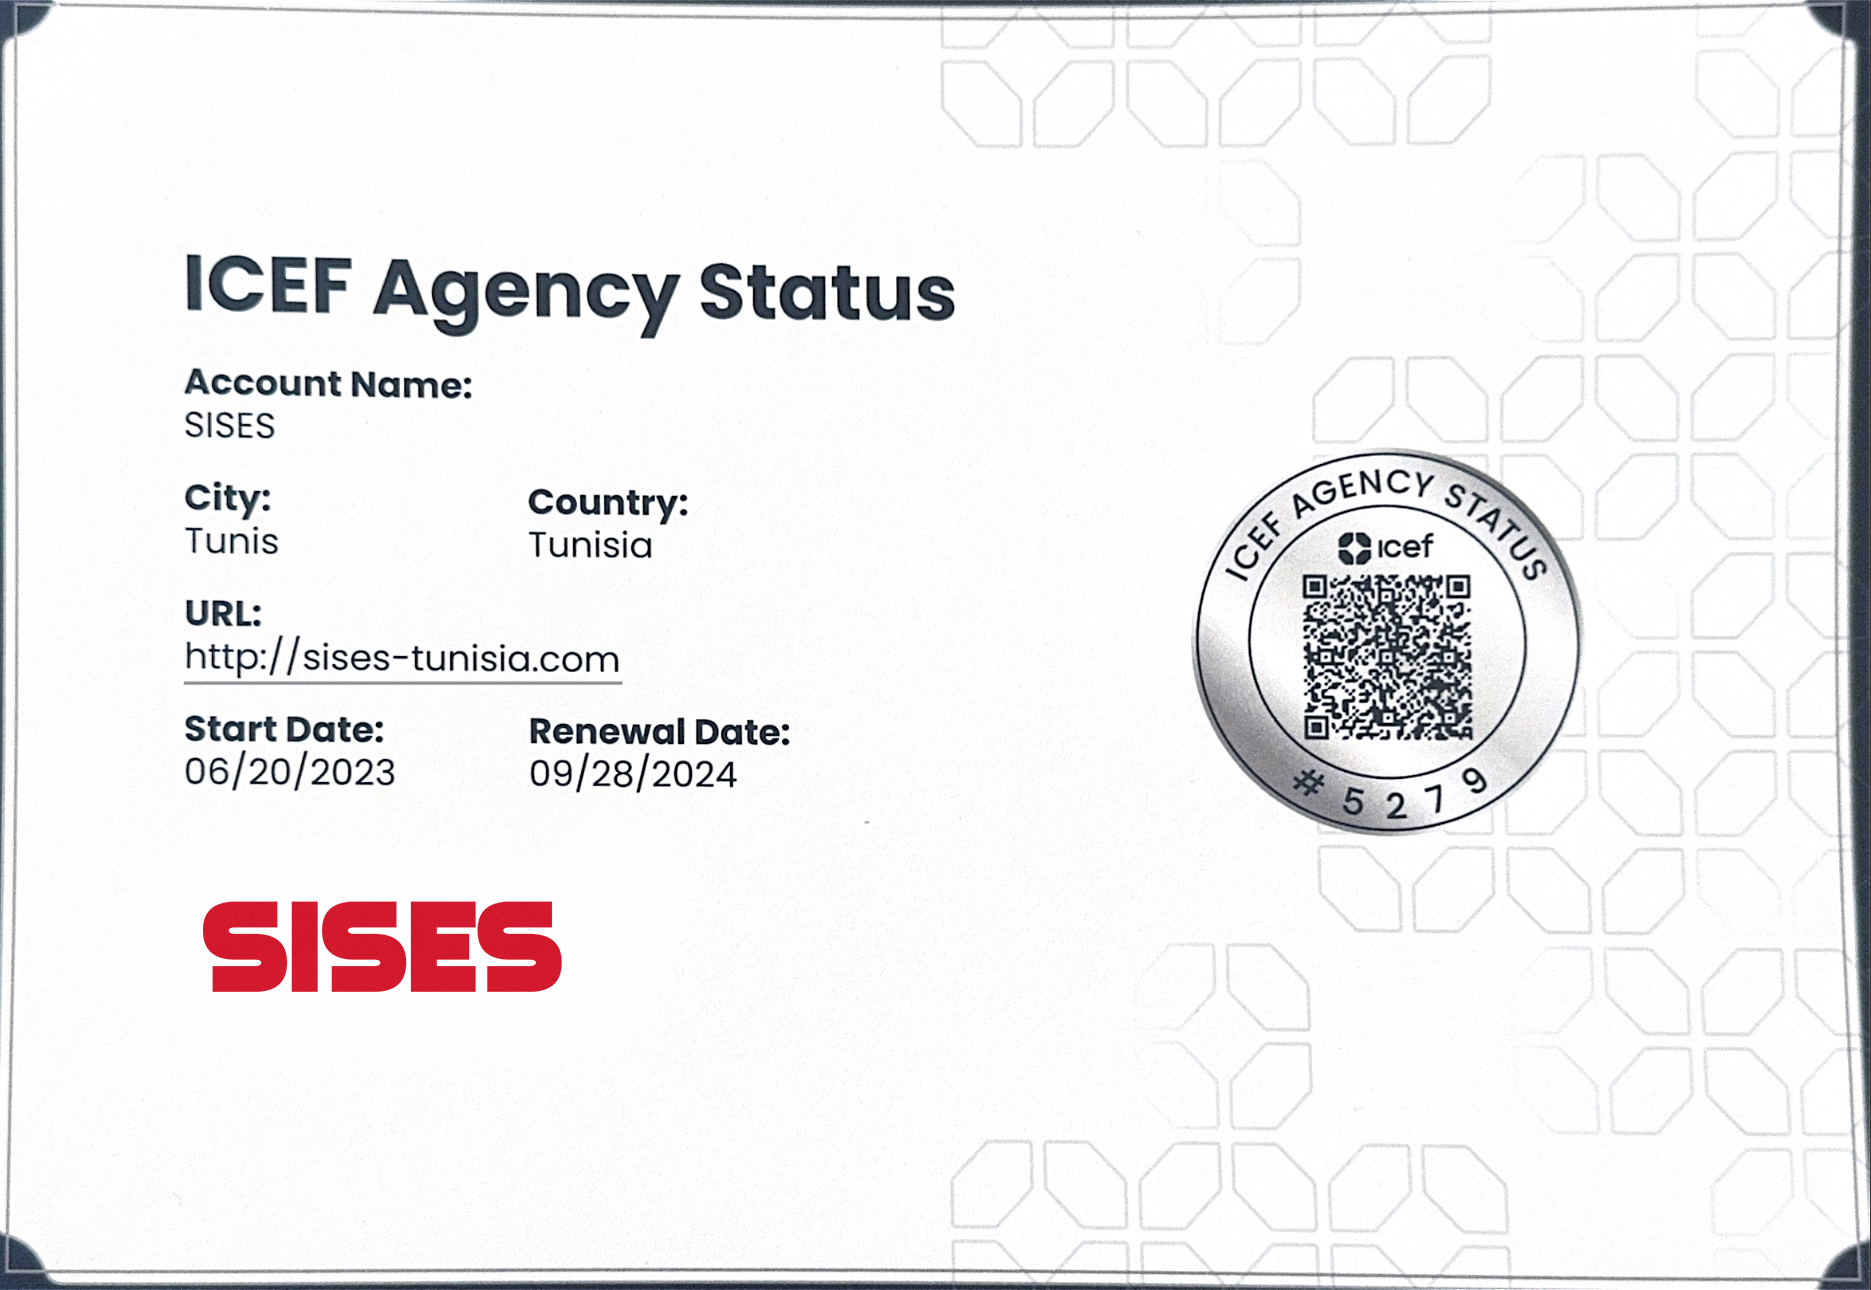 ICEF Agency Status
Account Name:
SISES
City:
Tunis
Country:
Tunisia
URL:
http://sises-tunisia.com
Start Date:
06/20/2023
Renewal Date:
09/28/2024
ICEF AGENCY STATUS
icef
#5279
SISES